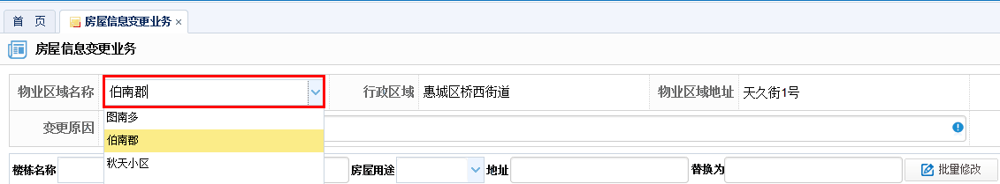 首 页 房屋信息变更业务 ×
房屋信息变更业务
物业区域名称 伯南郡 行政区域 惠城区桥西街道 物业区域地址 天久街1号
图南多
变更原因
伯南郡
秋天小区
楼栋名称 房屋用途 地址 替换为 批量修改